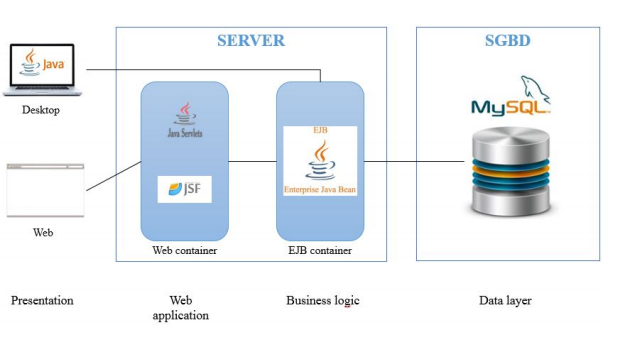 SERVER
SGBD
Java
Desktop
Java Servlets
JSF
EJB
Enterprise Java Bean
MySQL
Web
Web container
EJB container
Presentation
Web
application
Business logic
Data layer